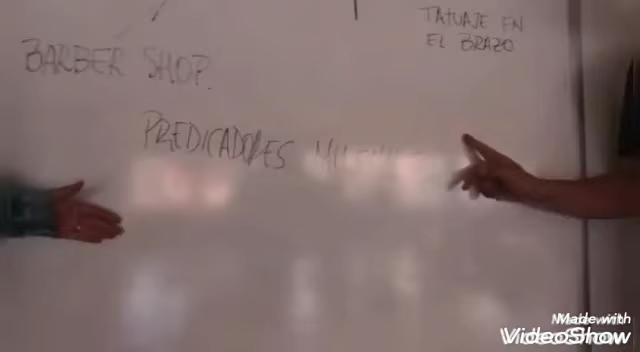 TATUAJE EN
EL BRAZO
BARBER SHOP.
PREDICADORES
Made with
VideoShow